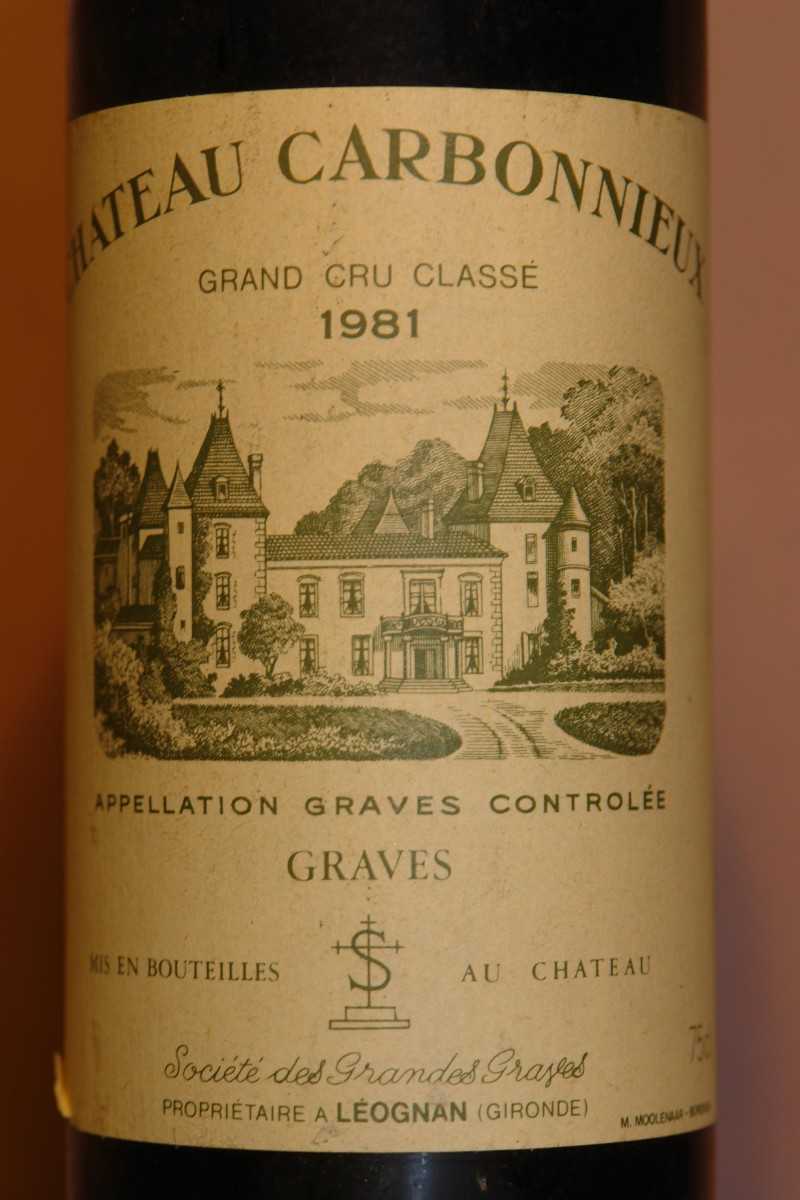 CHATEAU CARBONNIEUX
GRAND CRU CLASSÉ
1981
APPELLATION GRAVES CONTROLÉE
GRAVES
MIS EN BOUTEILLES AU CHATEAU
Société des Grandes Graves
PROPRIÉTAIRE A LÉOGNAN (GIRONDE)
M. MOOLENAAR -